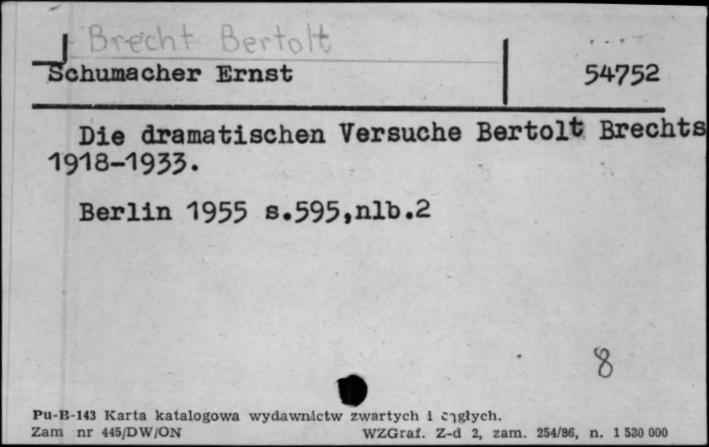 Brecht Bertolt
Schumacher Ernst 54752
Die dramatischen Versuche Bertolt Brechts
1918-1933.
Berlin 1955 s.595,nlb.2
8
Pu-B-143 Karta katalogowa wydawnictw zwartych i ciągłych.
Zam nr 445/DW/ON WZGraf. Z-d 2, zam. 254/86, n. 1 530 000